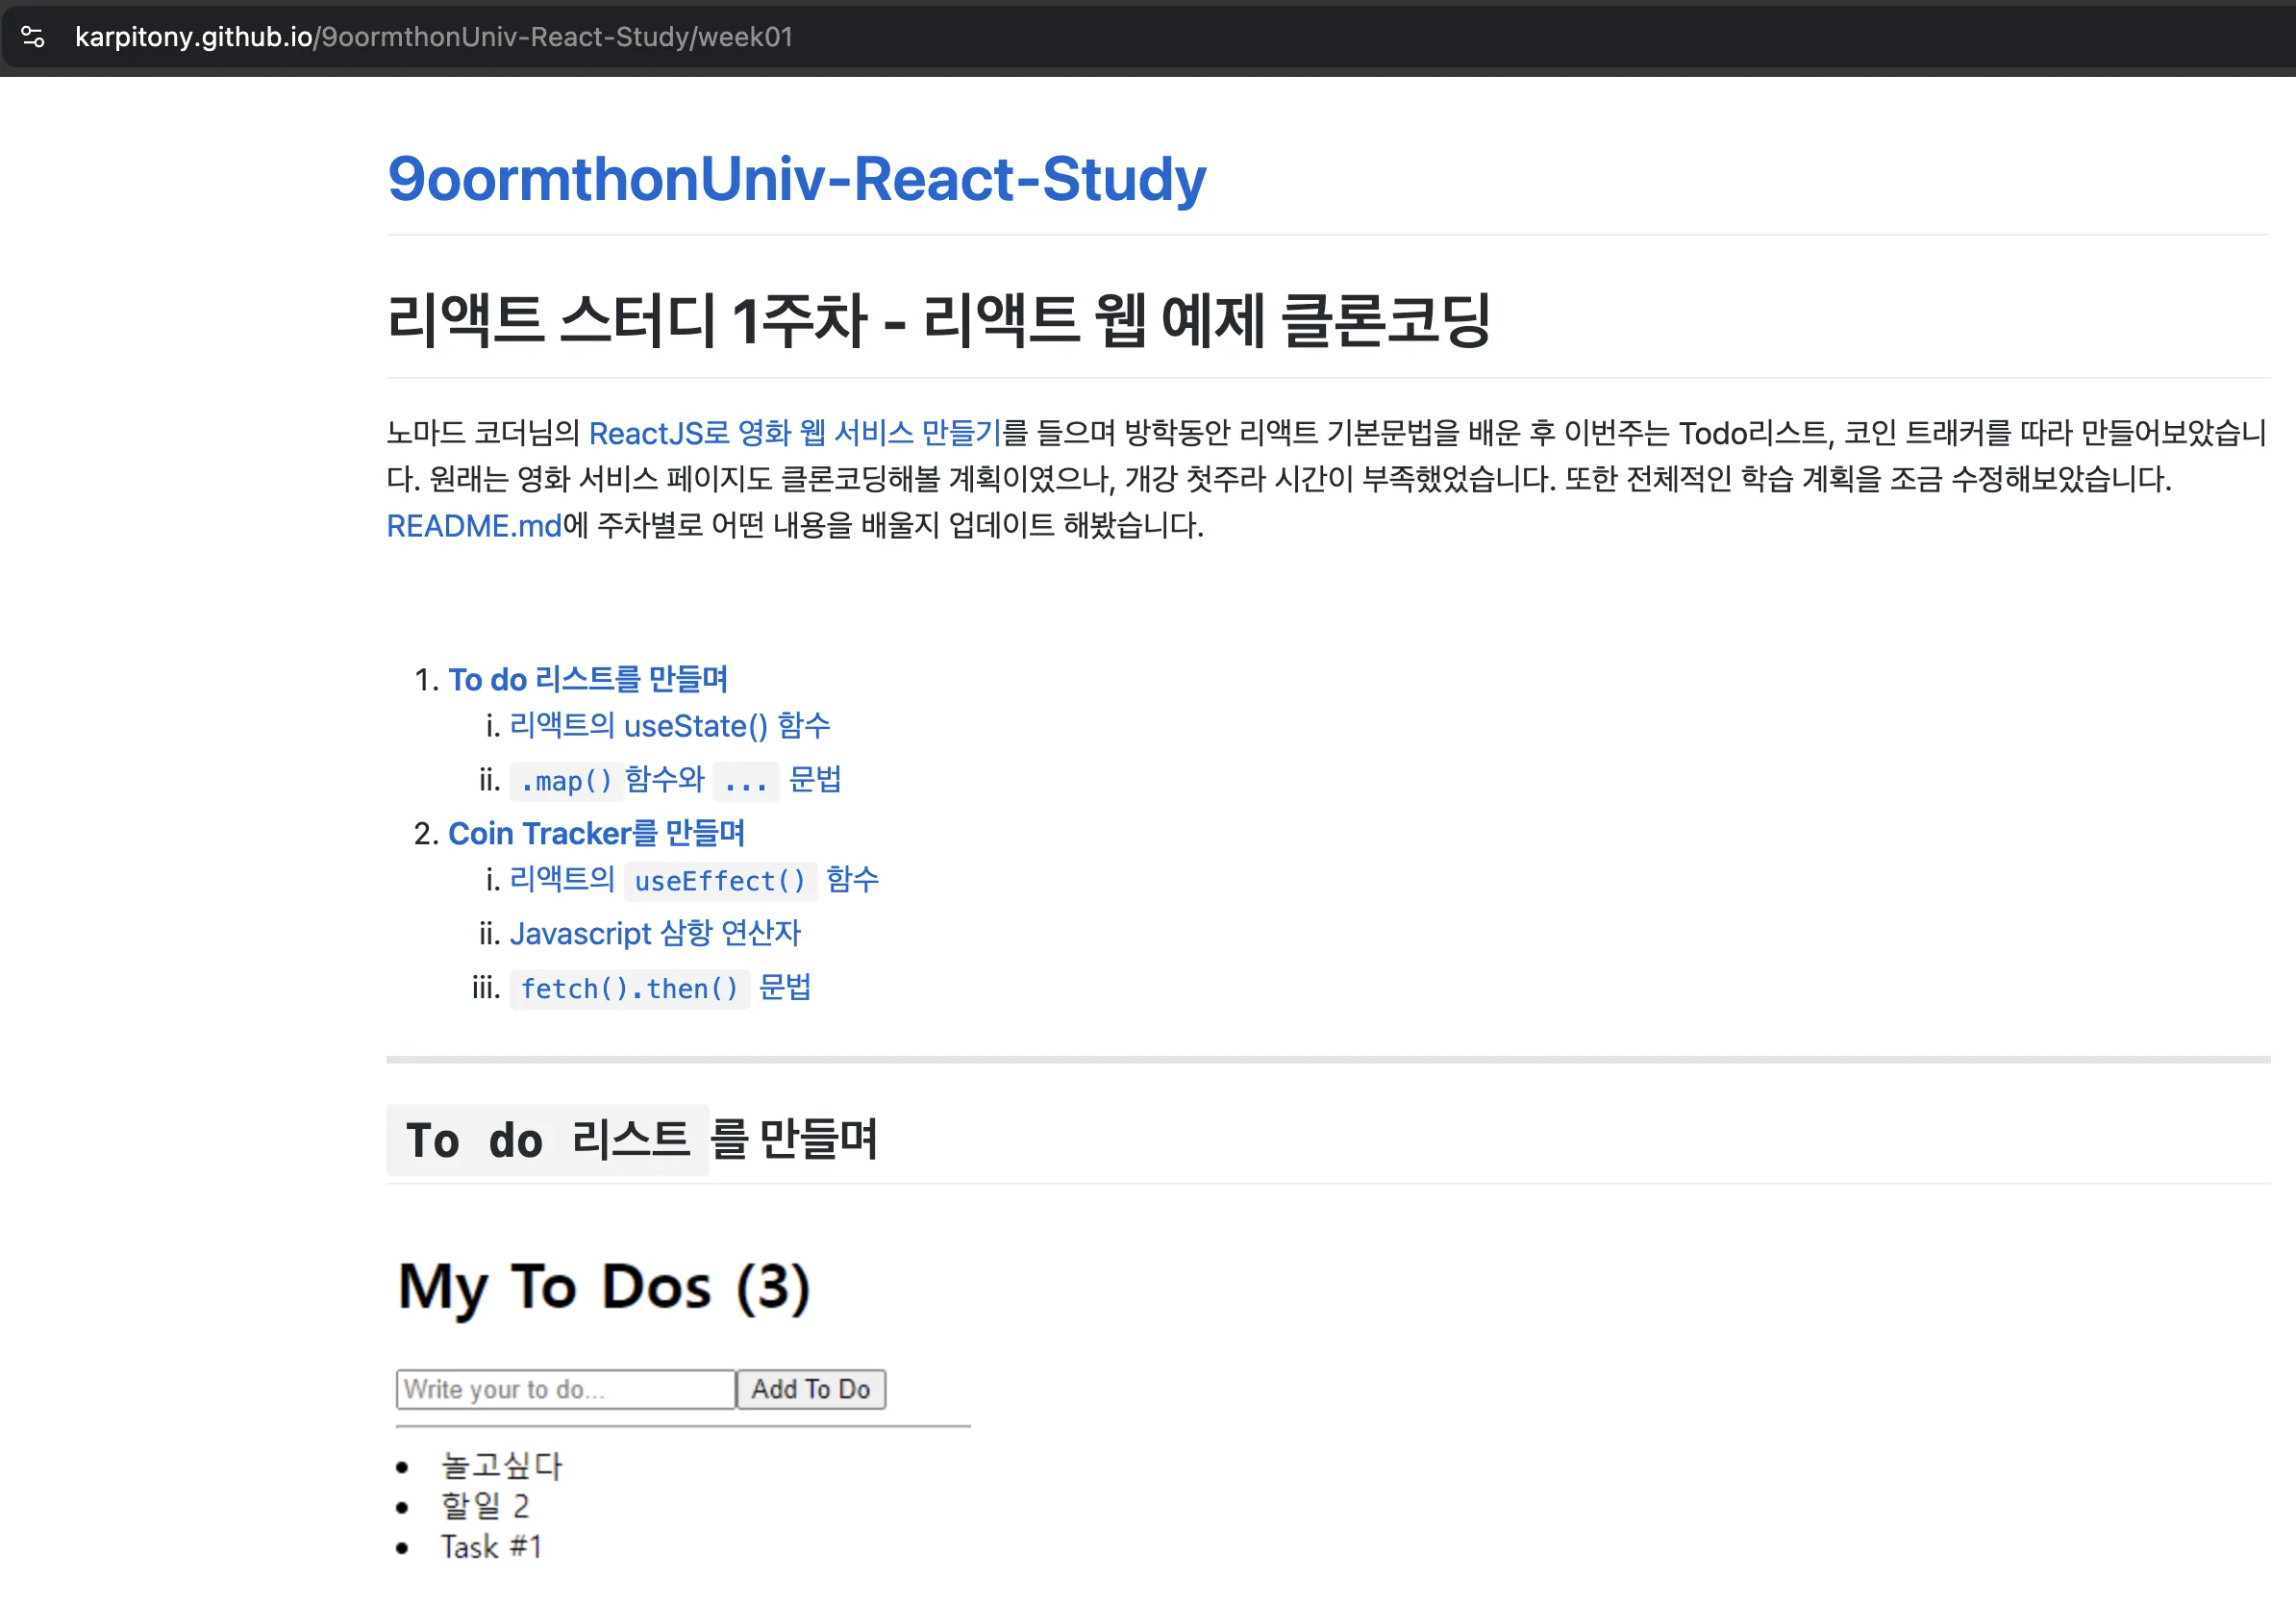 karpitony.github.io/9oormthonUniv-React-Study/week01
9oormthonUniv-React-Study
리액트 스터디 1주차 - 리액트 웹 예제 클론코딩
노마드 코더님의 ReactJS로 영화 웹 서비스 만들기를 들으며 방학동안 리액트 기본문법을 배운 후 이번주는 Todo리스트, 코인 트래커를 따라 만들어보았습니
다. 원래는 영화 서비스 페이지도 클론코딩해볼 계획이였으나, 개강 첫주라 시간이 부족했었습니다. 또한 전체적인 학습 계획을 조금 수정해보았습니다.
README.md에 주차별로 어떤 내용을 배울지 업데이트 해봤습니다.
1. To do 리스트를 만들며
i. 리액트의 useState() 함수
ii. .map() 함수와 ... 문법
2. Coin Tracker를 만들며
i. 리액트의 useEffect() 함수
ii. Javascript 삼항 연산자
iii. fetch().then() 문법
To do 리스트 를 만들며
My To Dos (3)
Write your to do... Add To Do
• 놀고싶다
• 할일 2
• Task #1